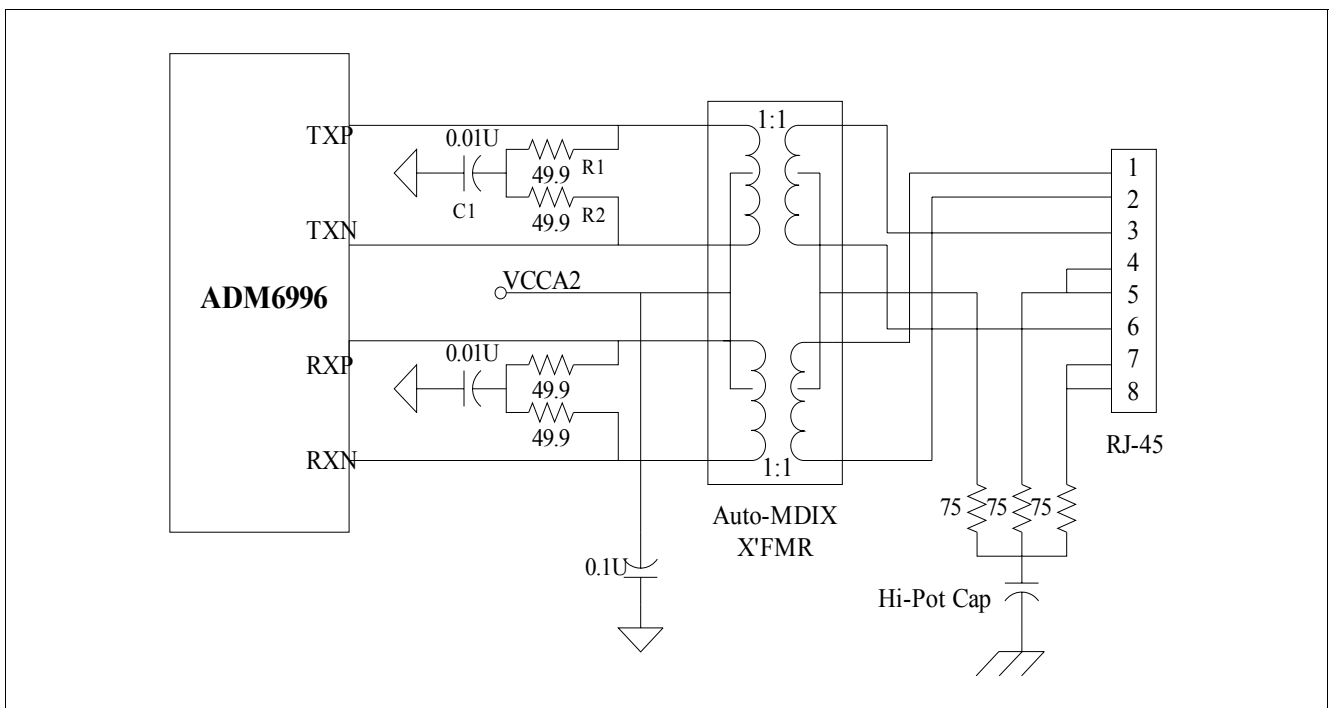 ADM6996
TXP
TXN
RXP
RXN
0.01U
C1
49.9
R1
49.9
R2
VCCA2
0.01U
49.9
49.9
0.1U
1:1
1:1
Auto-MDIX
X'FMR
1
2
3
4
5
6
7
8
RJ-45
75
75
75
Hi-Pot Cap